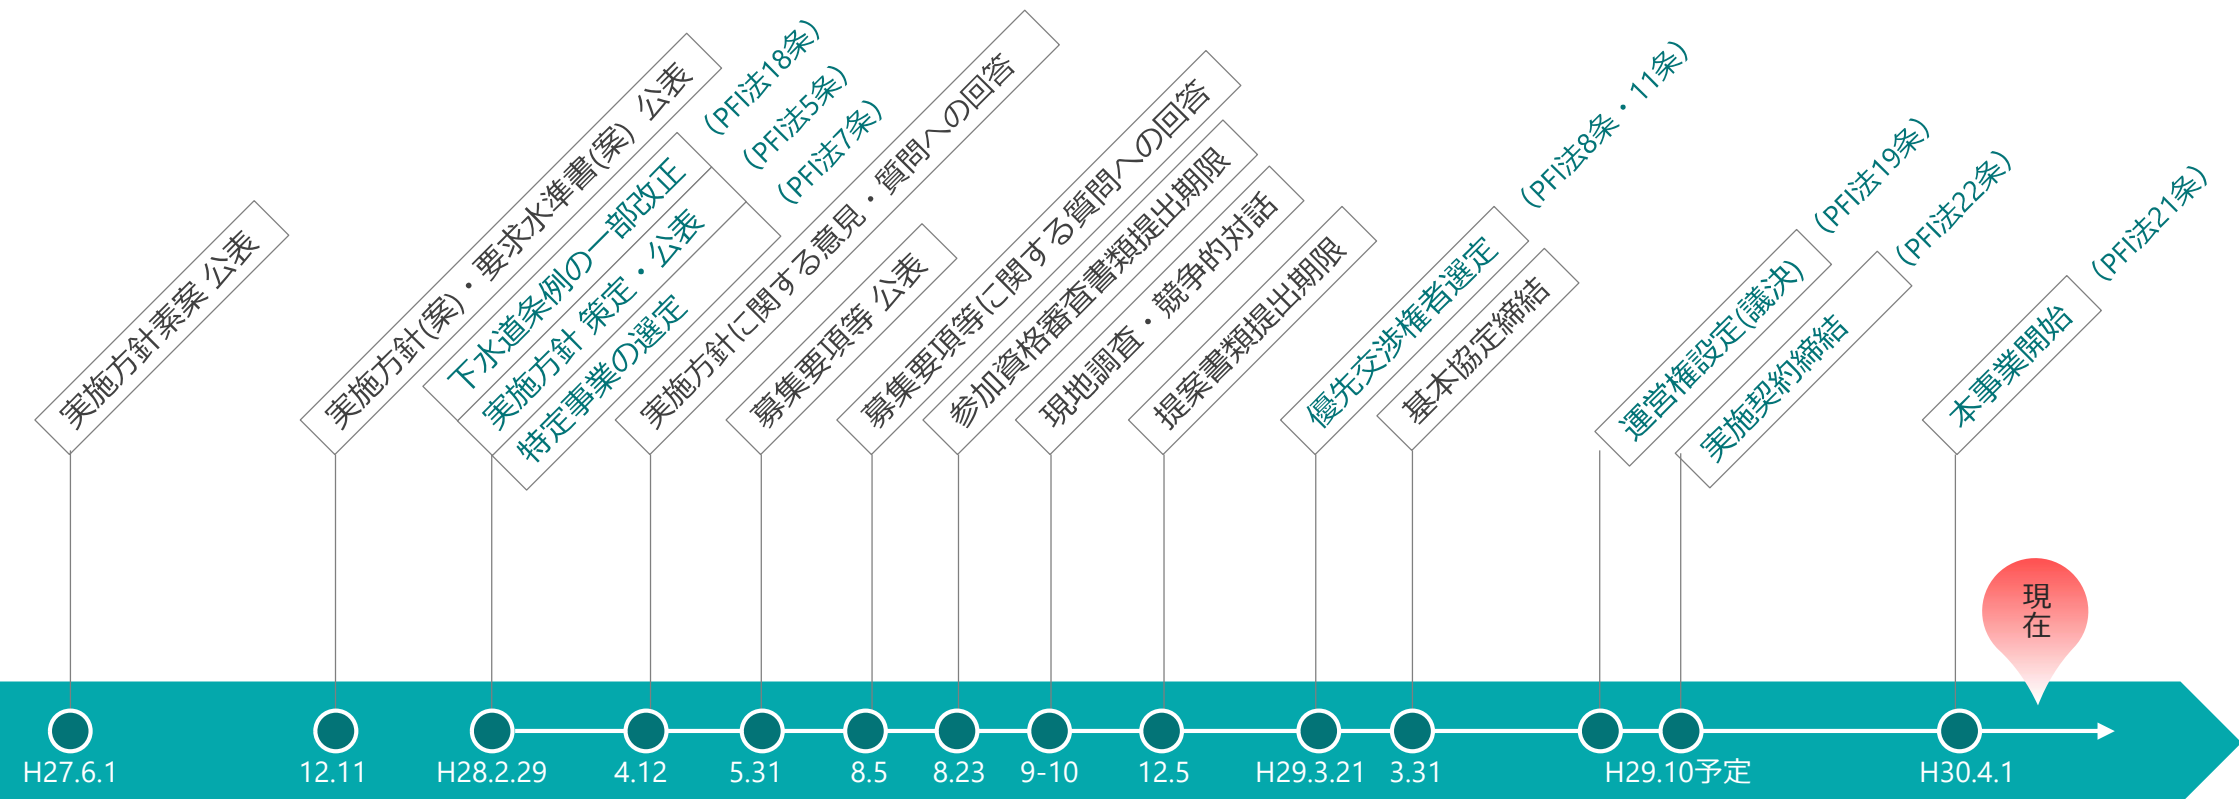 実施方針素案 公表
実施方針(案)・要求水準書(案) 公表
下水道条例の一部改正
(PFI法18条)
実施方針 策定・公表
(PFI法5条)
特定事業の選定
(PFI法7条)
実施方針に関する意見・質問への回答
募集要項等 公表
募集要項等に関する質問への回答
参加資格審査書類提出期限
現地調査・競争的対話
提案書類提出期限
優先交渉権者選定
(PFI法8条・11条)
基本協定締結
運営権設定(議決)
(PFI法19条)
実施契約締結
(PFI法22条)
本事業開始
(PFI法21条)
現在
H27.6.1
12.11
H28.2.29
4.12
5.31
8.5
8.23
9-10
12.5
H29.3.21
3.31
H29.10予定
H30.4.1